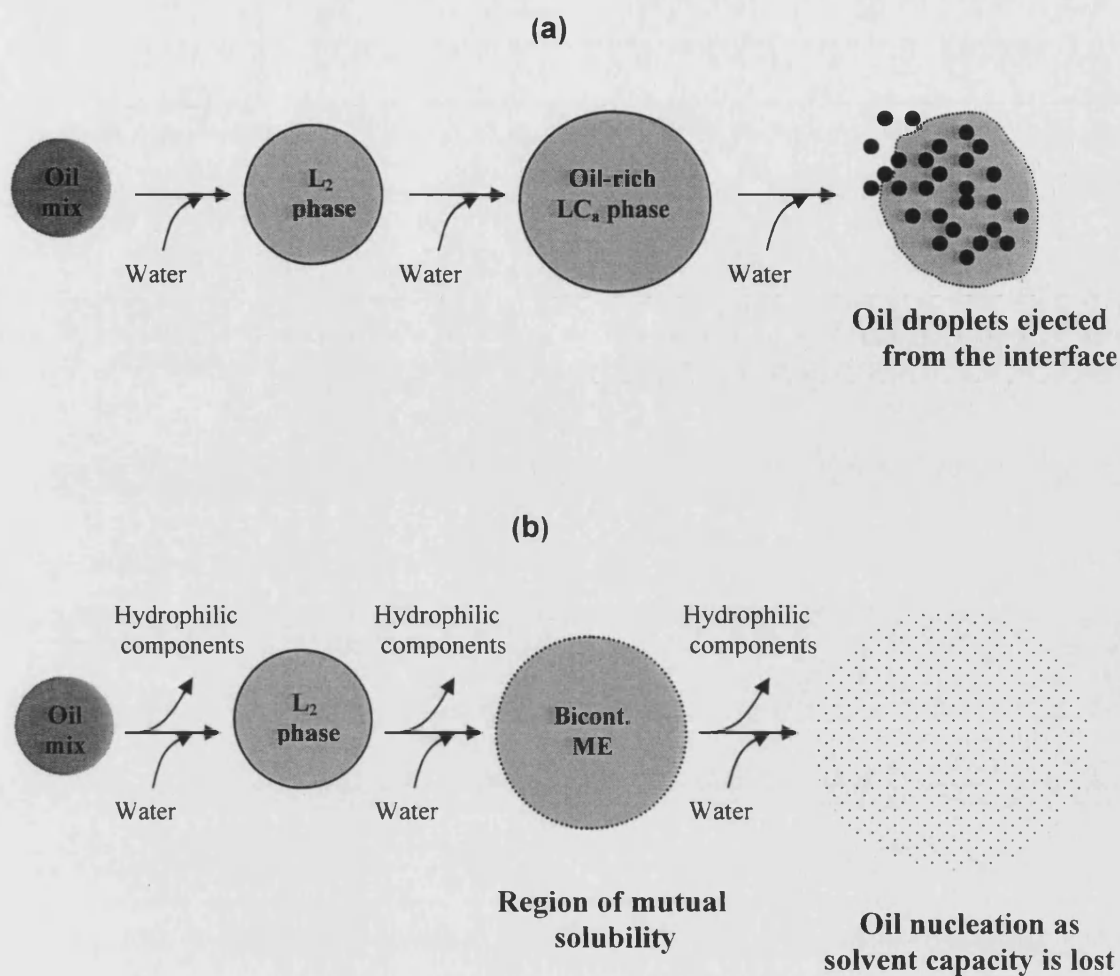 (a)
Oil
mix
Water
L₂
phase
Water
Oil-rich
LCₐ phase
Water
Oil droplets ejected
from the interface
(b)
Oil
mix
Hydrophilic
components
Water
L₂
phase
Hydrophilic
components
Water
Bicont.
ME
Hydrophilic
components
Water
Region of mutual
solubility
Oil nucleation as
solvent capacity is lost